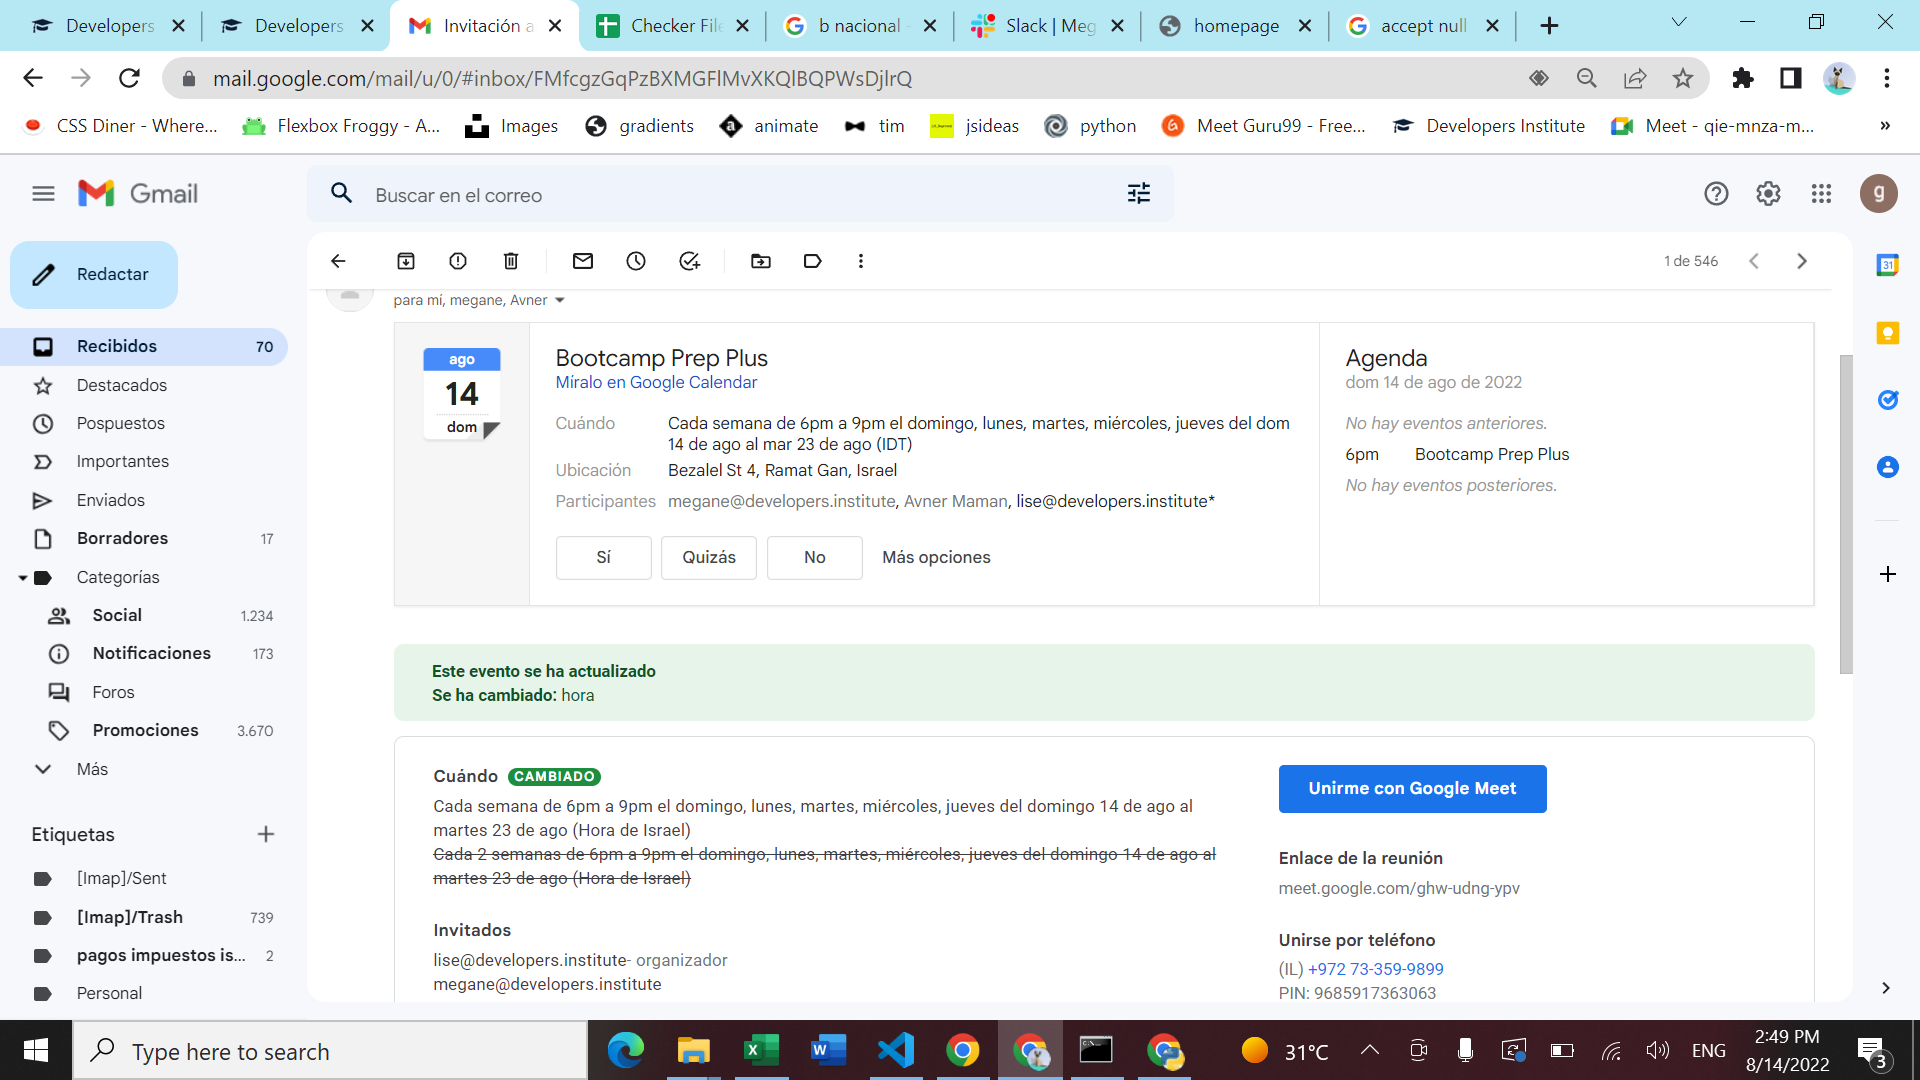 Developers
Developers
Invitación a
Checker File
b nacional -
Slack | Meg
homepage
accept null
mail.google.com/mail/u/0/#inbox/FMfcgzGqPzBXMGFlMvXKQlBQPWsDjlrQ
CSS Diner - Where...
Flexbox Froggy - A...
Images
gradients
animate
tim
jsideas
python
Meet Guru99 - Free...
Developers Institute
Meet - qie-mnza-m...
»
Gmail
Buscar en el correo
g
Redactar
1 de 546
para mí, megane, Avner
Recibidos 70
Destacados
Pospuestos
Importantes
Enviados
Borradores 17
Categorías
Social 1.234
Notificaciones 173
Foros
Promociones 3.670
Más
Etiquetas
[Imap]/Sent
[Imap]/Trash 739
pagos impuestos is... 2
Personal
ago
14
dom
Bootcamp Prep Plus
Míralo en Google Calendar
Cuándo Cada semana de 6pm a 9pm el domingo, lunes, martes, miércoles, jueves del dom
14 de ago al mar 23 de ago (IDT)
Ubicación Bezalel St 4, Ramat Gan, Israel
Participantes megane@developers.institute, Avner Maman, lise@developers.institute*
Sí
Quizás
No
Más opciones
Agenda
dom 14 de ago de 2022
No hay eventos anteriores.
6pm Bootcamp Prep Plus
No hay eventos posteriores.
31
Este evento se ha actualizado
Se ha cambiado: hora
Cuándo CAMBIADO
Cada semana de 6pm a 9pm el domingo, lunes, martes, miércoles, jueves del domingo 14 de ago al
martes 23 de ago (Hora de Israel)
Cada 2 semanas de 6pm a 9pm el domingo, lunes, martes, miércoles, jueves del domingo 14 de ago al
martes 23 de ago (Hora de Israel)
Invitados
lise@developers.institute- organizador
megane@developers.institute
Unirme con Google Meet
Enlace de la reunión
meet.google.com/ghw-udng-ypv
Unirse por teléfono
(IL) +972 73-359-9899
PIN: 9685917363063
Type here to search
31°C
ENG
2:49 PM
8/14/2022
3